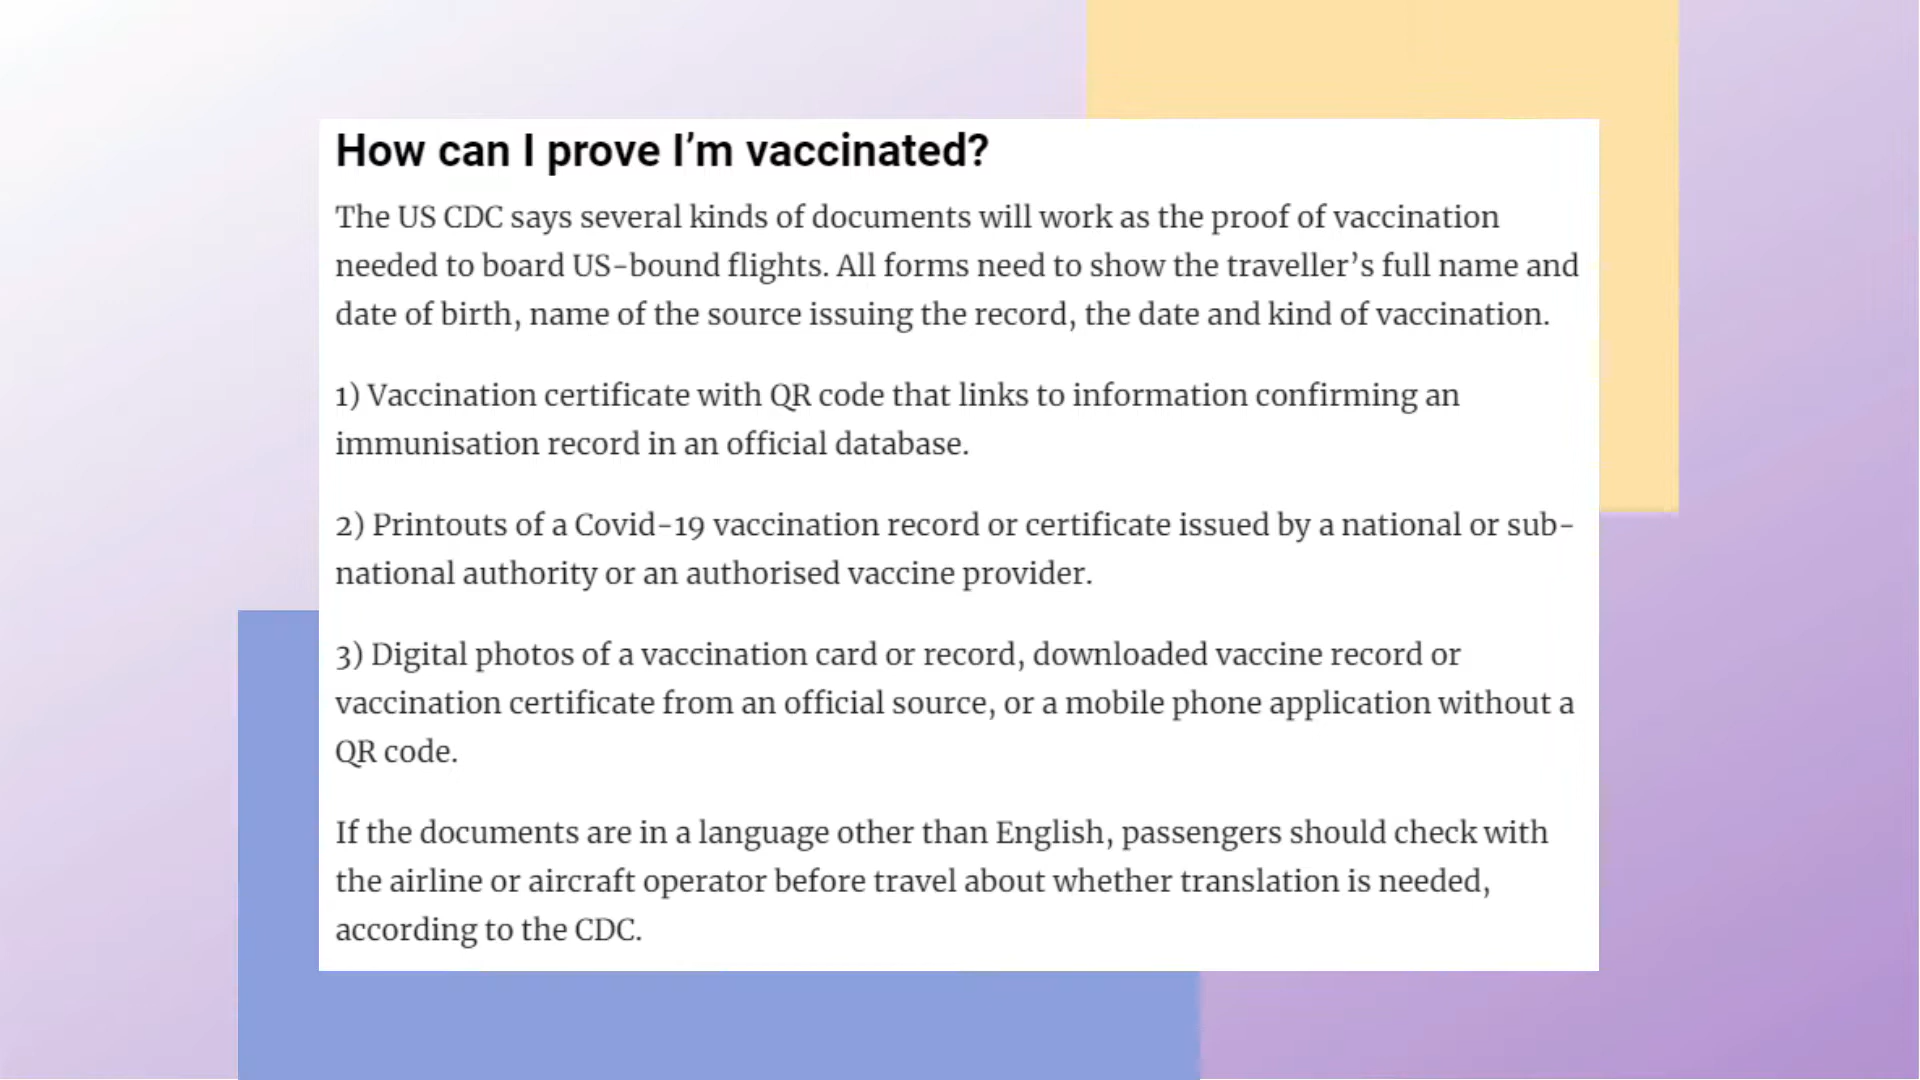 How can I prove I’m vaccinated?
The US CDC says several kinds of documents will work as the proof of vaccination
needed to board US-bound flights. All forms need to show the traveller’s full name and
date of birth, name of the source issuing the record, the date and kind of vaccination.
1) Vaccination certificate with QR code that links to information confirming an
immunisation record in an official database.
2) Printouts of a Covid-19 vaccination record or certificate issued by a national or sub-
national authority or an authorised vaccine provider.
3) Digital photos of a vaccination card or record, downloaded vaccine record or
vaccination certificate from an official source, or a mobile phone application without a
QR code.
If the documents are in a language other than English, passengers should check with
the airline or aircraft operator before travel about whether translation is needed,
according to the CDC.